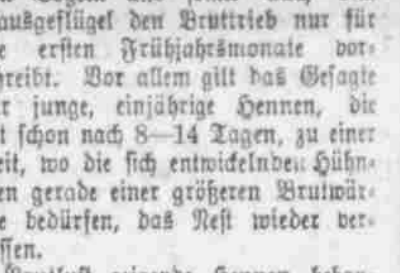 ausgeflügel den Bruttrieb nur für
e ersten Frühjahrsmonate vor-
hreibt. Vor allem gilt das Gesagte
r junge, einjährige Hennen, die
t schon nach 8—14 Tagen, zu einer
eit, wo die sich entwickelnden Hühn-
en gerade einer größeren Brutwär-
e bedürfen, das Nest wieder ver-
ssen.